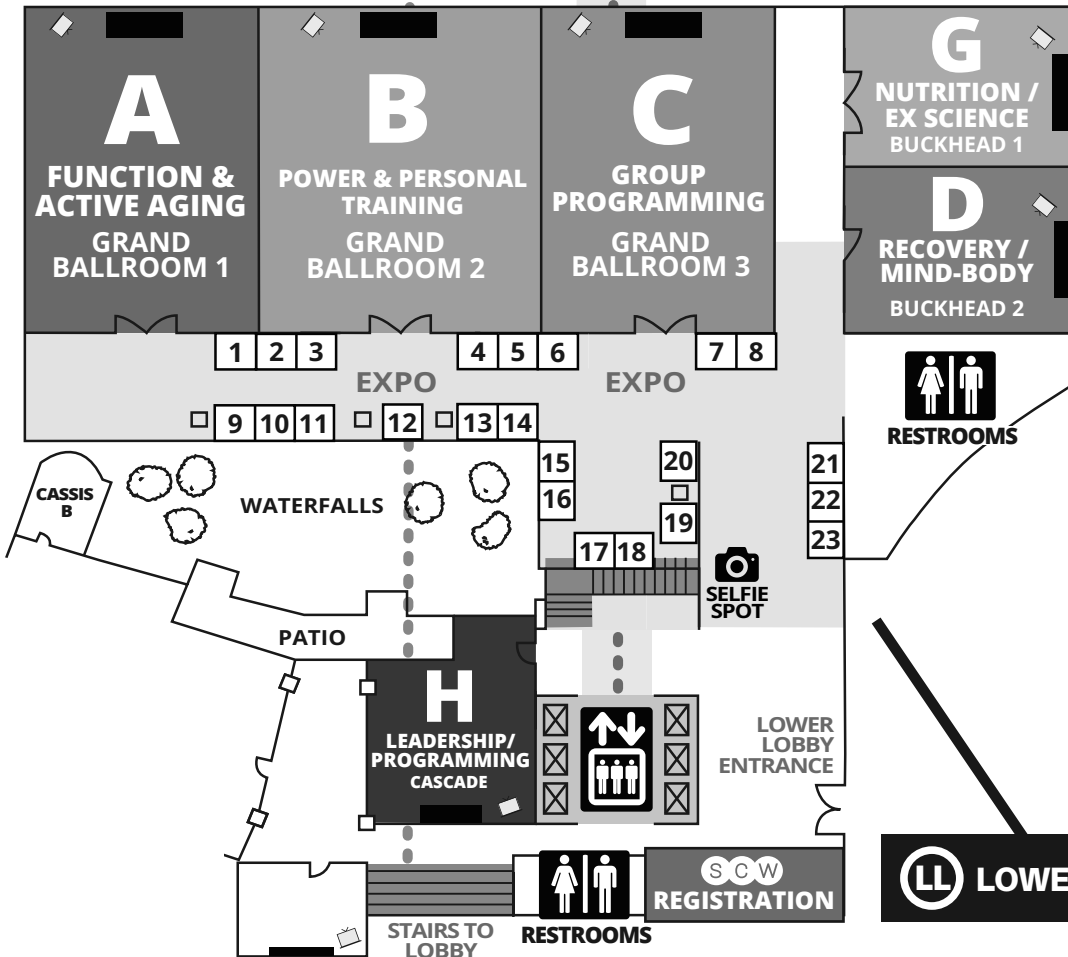 A
FUNCTION &
ACTIVE AGING
GRAND
BALLROOM 1
B
POWER & PERSONAL
TRAINING
GRAND
BALLROOM 2
C
GROUP
PROGRAMMING
GRAND
BALLROOM 3
G
NUTRITION /
EX SCIENCE
BUCKHEAD 1
D
RECOVERY /
MIND-BODY
BUCKHEAD 2
1 2 3 4 5 6 7 8
EXPO EXPO
RESTROOMS
9 10 11 12 13 14
15
16
17 18
19
20
21
22
23
CASSIS
B
WATERFALLS
SELFIE
SPOT
PATIO
H
LEADERSHIP/
PROGRAMMING
CASCADE
LOWER
LOBBY
ENTRANCE
SCW
REGISTRATION
LL LOWE
STAIRS TO
LOBBY
RESTROOMS